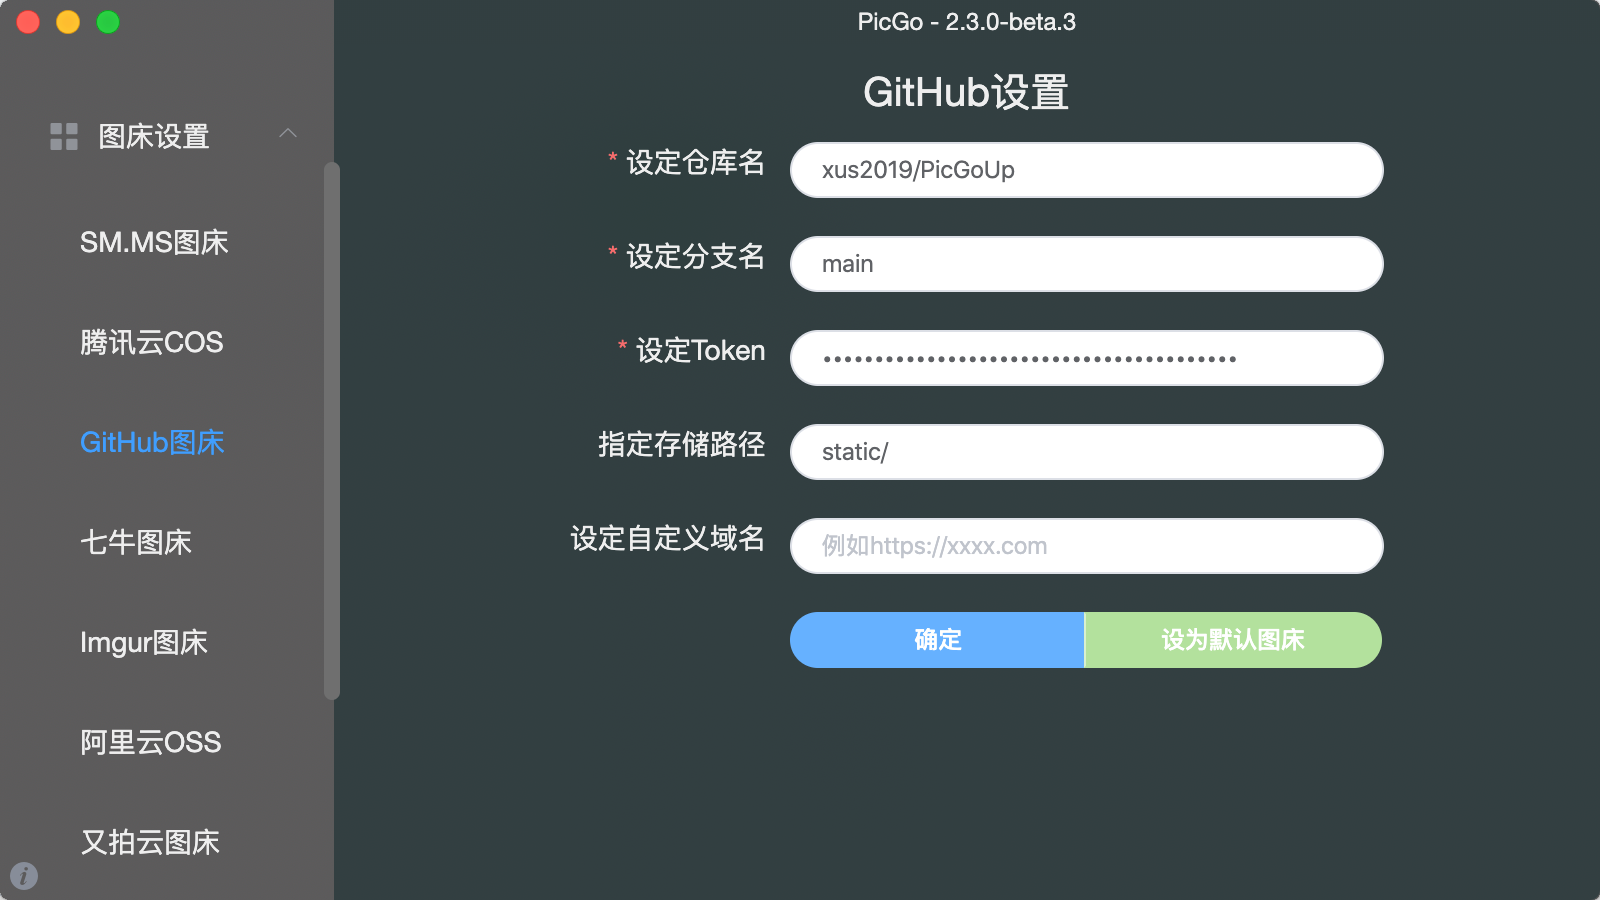 PicGo - 2.3.0-beta.3
图床设置
SM.MS图床
腾讯云COS
GitHub图床
七牛图床
Imgur图床
阿里云OSS
又拍云图床
GitHub设置
* 设定仓库名
xus2019/PicGoUp
* 设定分支名
main
* 设定Token
••••••••••••••••••••••••••••••••••••••••
指定存储路径
static/
设定自定义域名
例如https://xxxx.com
确定
设为默认图床